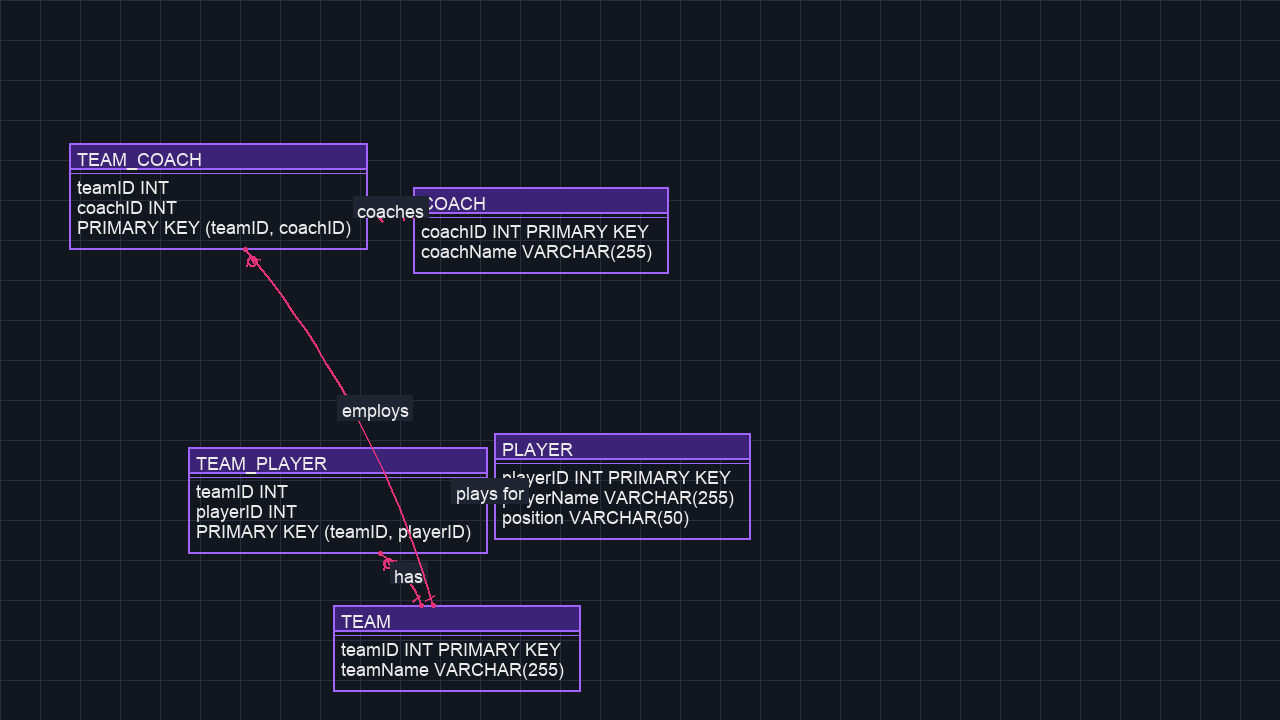 TEAM_COACH
teamID INT
coachID INT
PRIMARY KEY (teamID, coachID)
coaches
COACH
coachID INT PRIMARY KEY
coachName VARCHAR(255)
employs
TEAM_PLAYER
teamID INT
playerID INT
PRIMARY KEY (teamID, playerID)
plays for
PLAYER
playerID INT PRIMARY KEY
playerName VARCHAR(255)
position VARCHAR(50)
has
TEAM
teamID INT PRIMARY KEY
teamName VARCHAR(255)